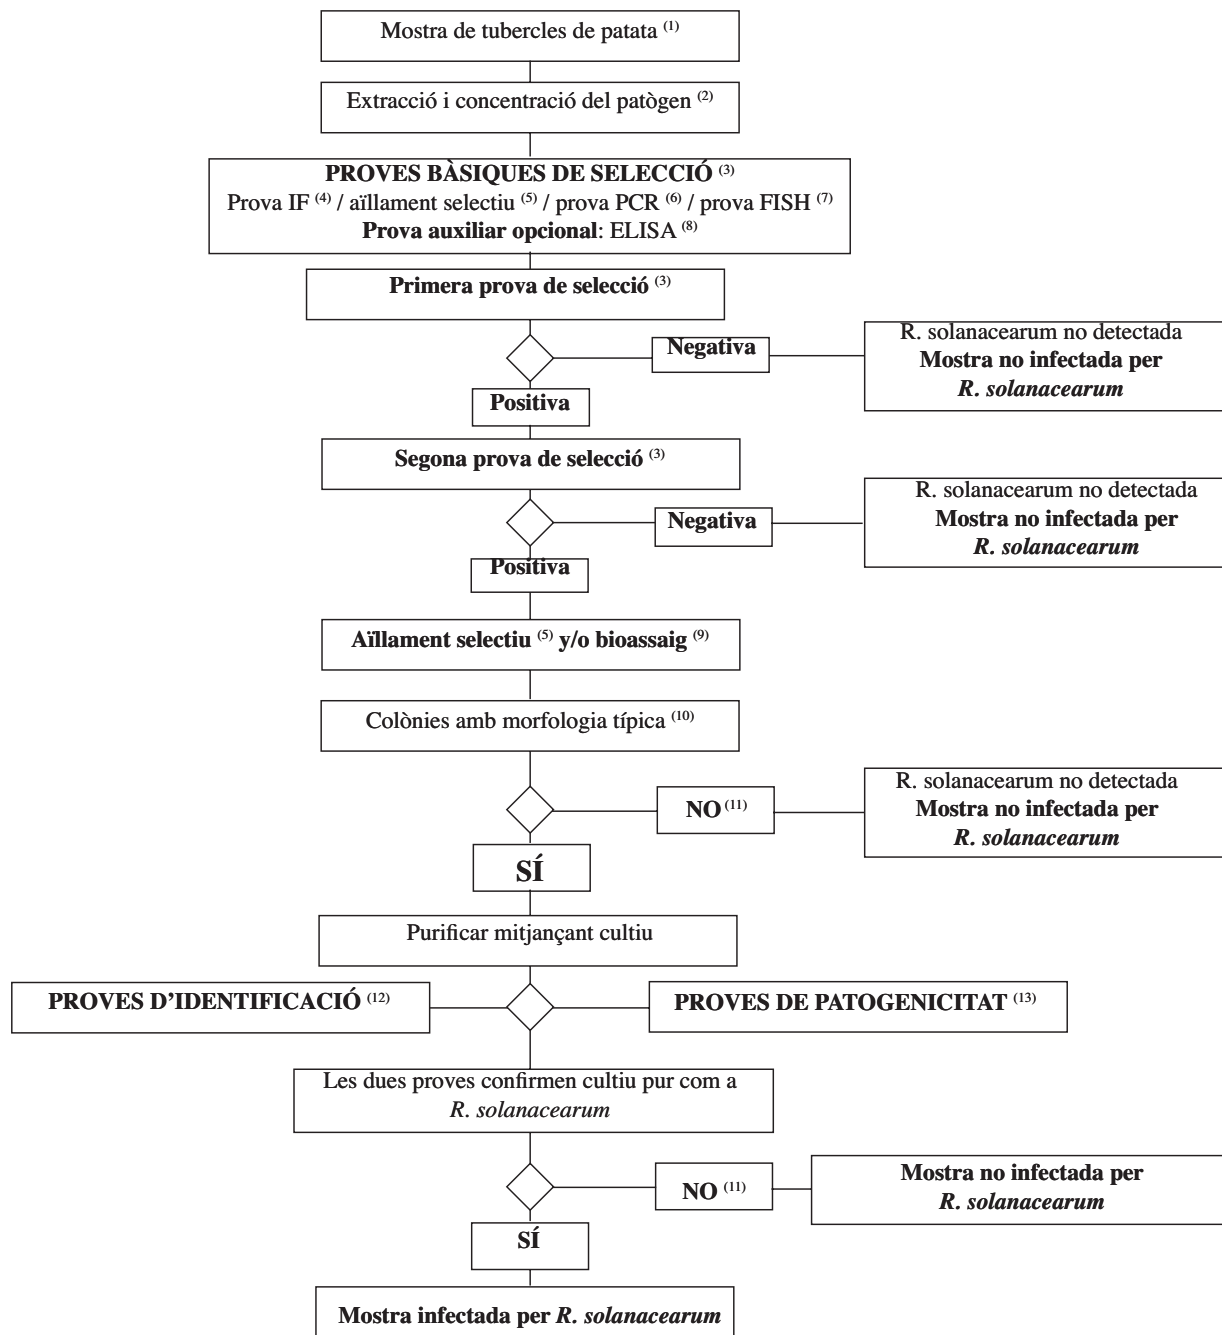 Mostra de tubercles de patata (1)
Extracció i concentració del patògen (2)
PROVES BÀSIQUES DE SELECCIÓ (3)
Prova IF (4) / aïllament selectiu (5) / prova PCR (6) / prova FISH (7)
Prova auxiliar opcional: ELISA (8)
Primera prova de selecció (3)
Negativa
R. solanacearum no detectada
Mostra no infectada per
R. solanacearum
Positiva
Segona prova de selecció (3)
Negativa
R. solanacearum no detectada
Mostra no infectada per
R. solanacearum
Positiva
Aïllament selectiu (5) y/o bioassaig (9)
Colònies amb morfologia típica (10)
NO (11)
R. solanacearum no detectada
Mostra no infectada per
R. solanacearum
SÍ
Purificar mitjançant cultiu
PROVES D’IDENTIFICACIÓ (12)
PROVES DE PATOGENICITAT (13)
Les dues proves confirmen cultiu pur com a
R. solanacearum
NO (11)
Mostra no infectada per
R. solanacearum
SÍ
Mostra infectada per R. solanacearum